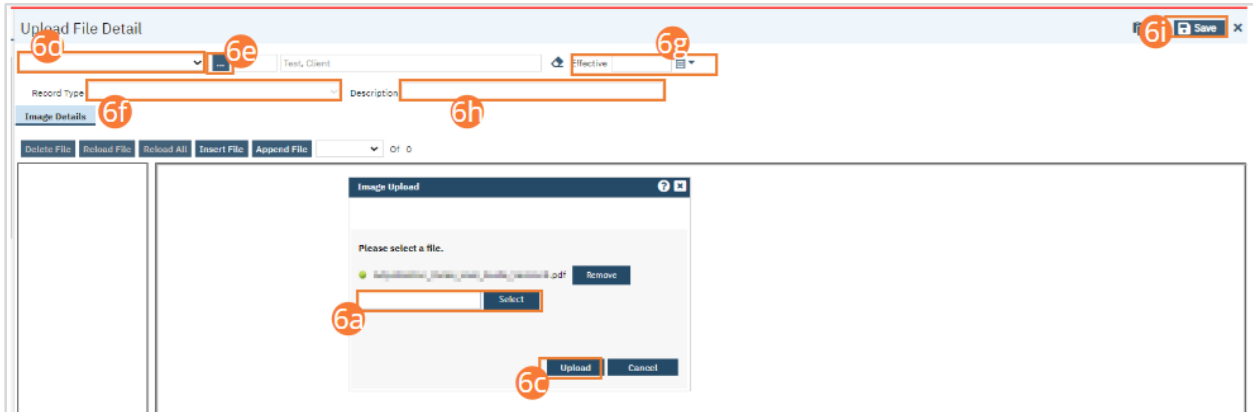 Upload File Detail
6i
Save
6d
6e
Test, Client
6g
Effective
Record Type
6f
Description
6h
Image Details
Delete File Reload File Reload All Insert File Append File Of 0
Image Upload
Please select a file.
.pdf Remove
Select
6a
Upload Cancel
6c